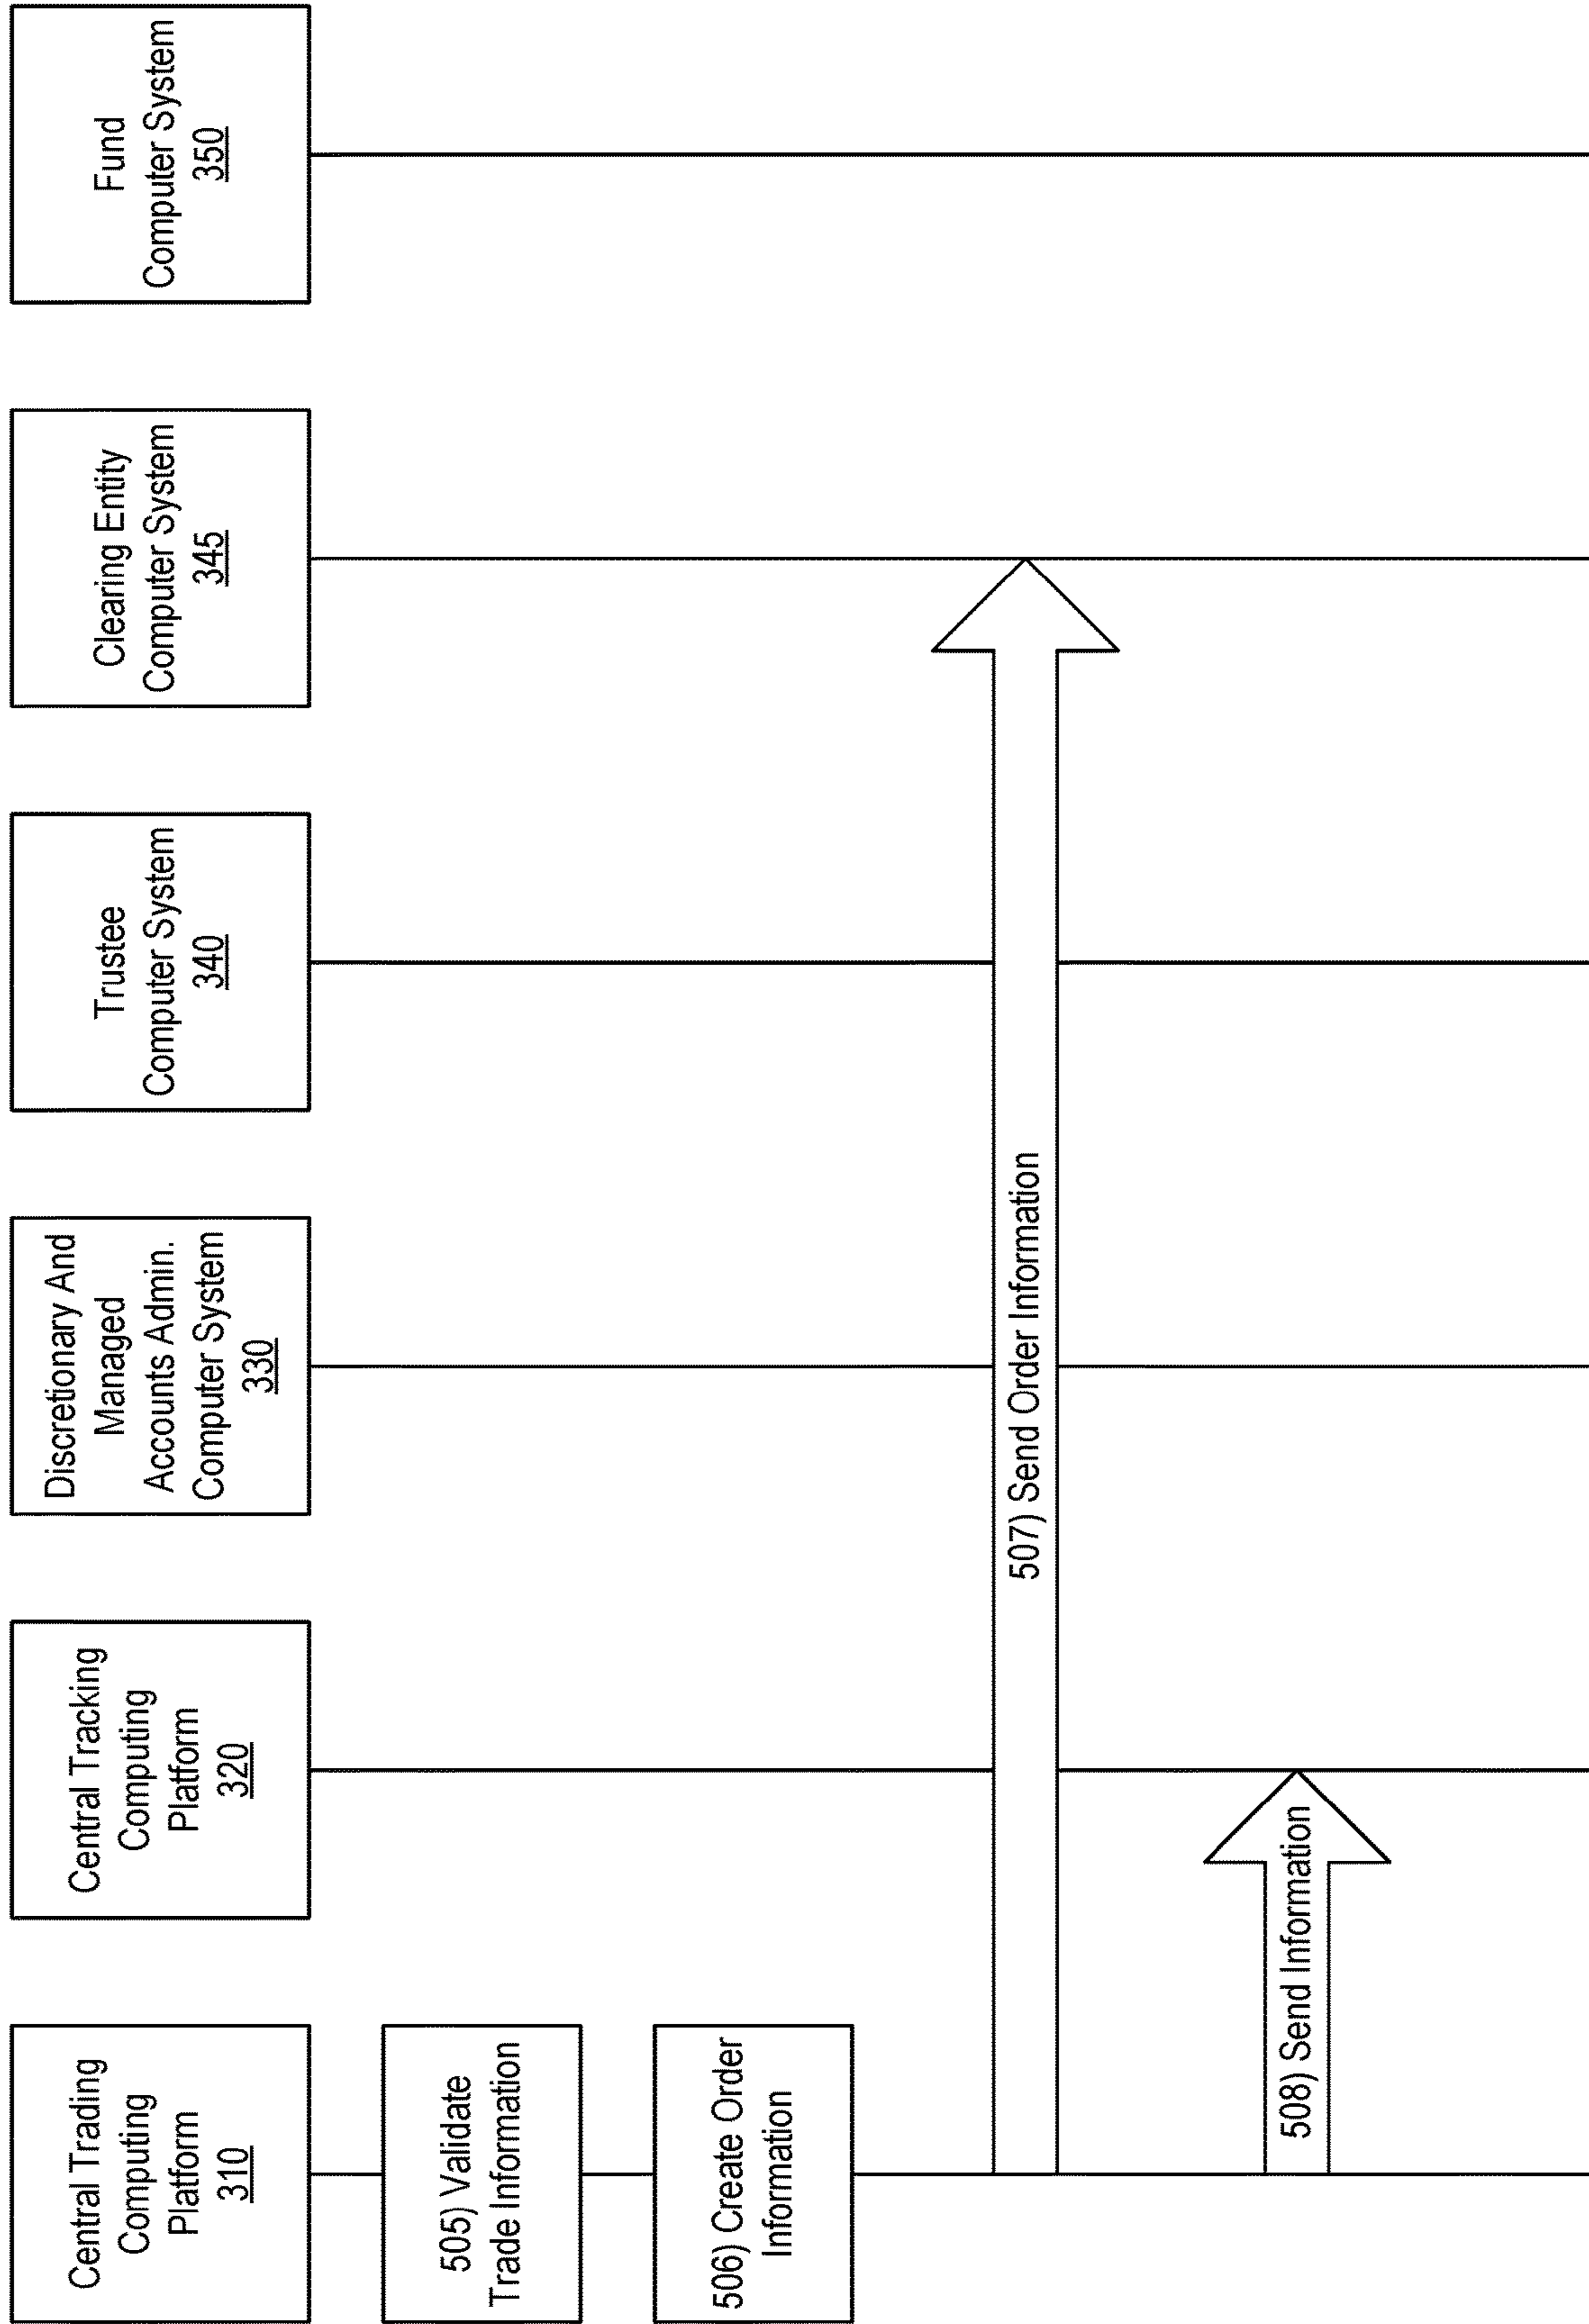 Central Trading
Computing
Platform
310
Central Tracking
Computing
Platform
320
Discretionary And
Managed
Accounts Admin.
Computer System
330
Trustee
Computer System
340
Clearing Entity
Computer System
345
Fund
Computer System
350
505) Validate
Trade Information
506) Create Order
Information
507) Send Order Information
508) Send Information